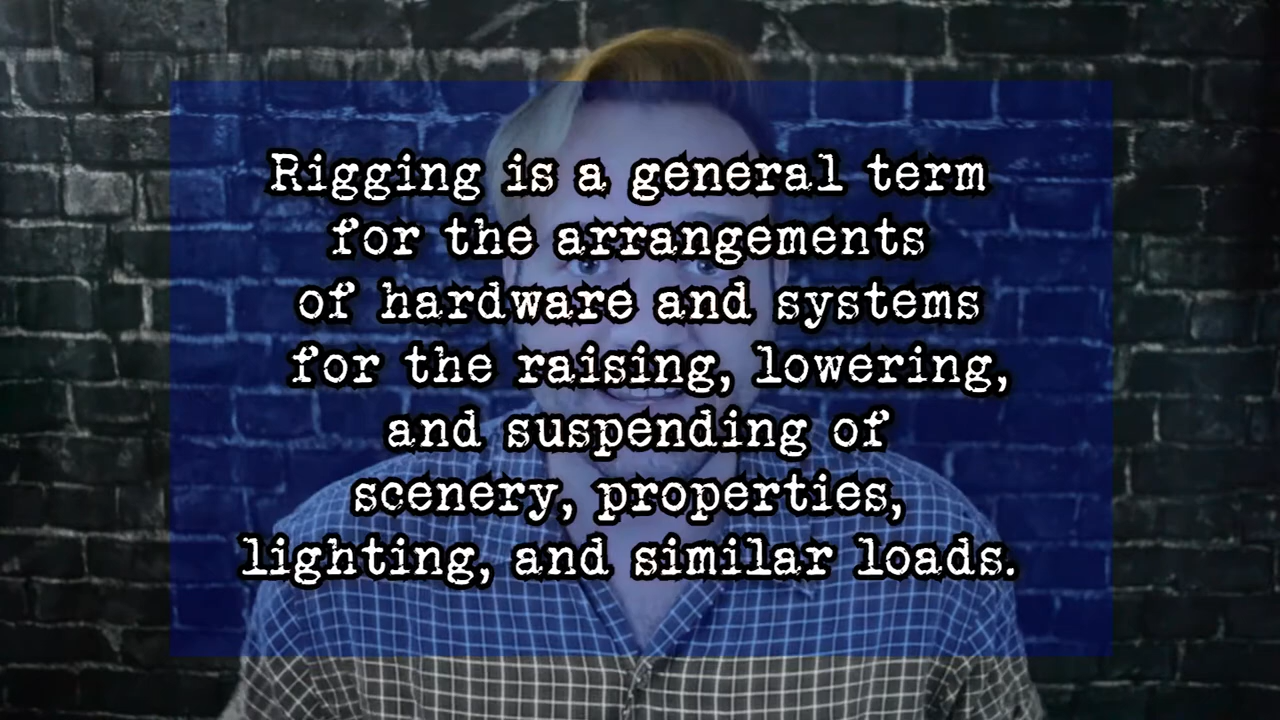 Rigging is a general term
for the arrangements
of hardware and systems
for the raising, lowering,
and suspending of
scenery, properties,
lighting, and similar loads.